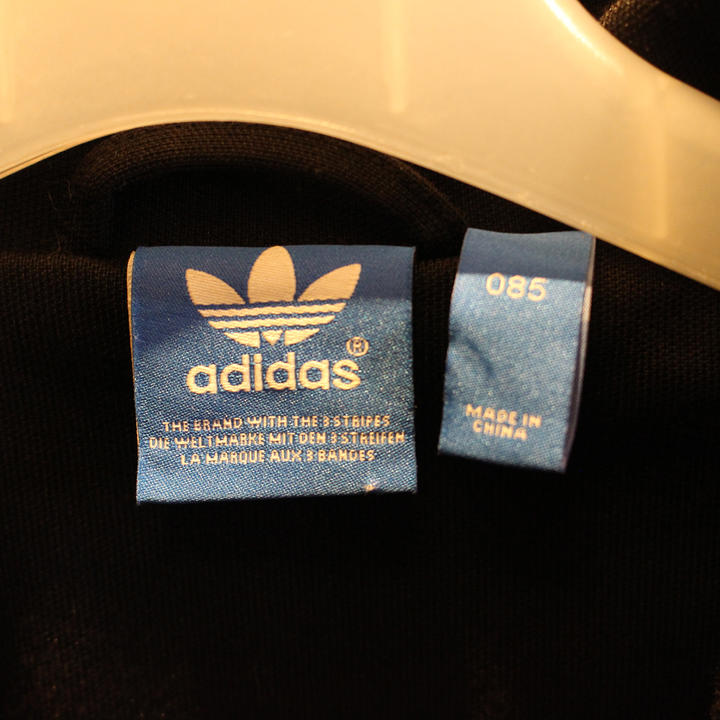 adidas®
THE BRAND WITH THE 3 STRIPES
DIE WELTMARKE MIT DEN 3 STREIFEN
LA MARQUE AUX 3 BANDES
085
MADE IN
CHINA